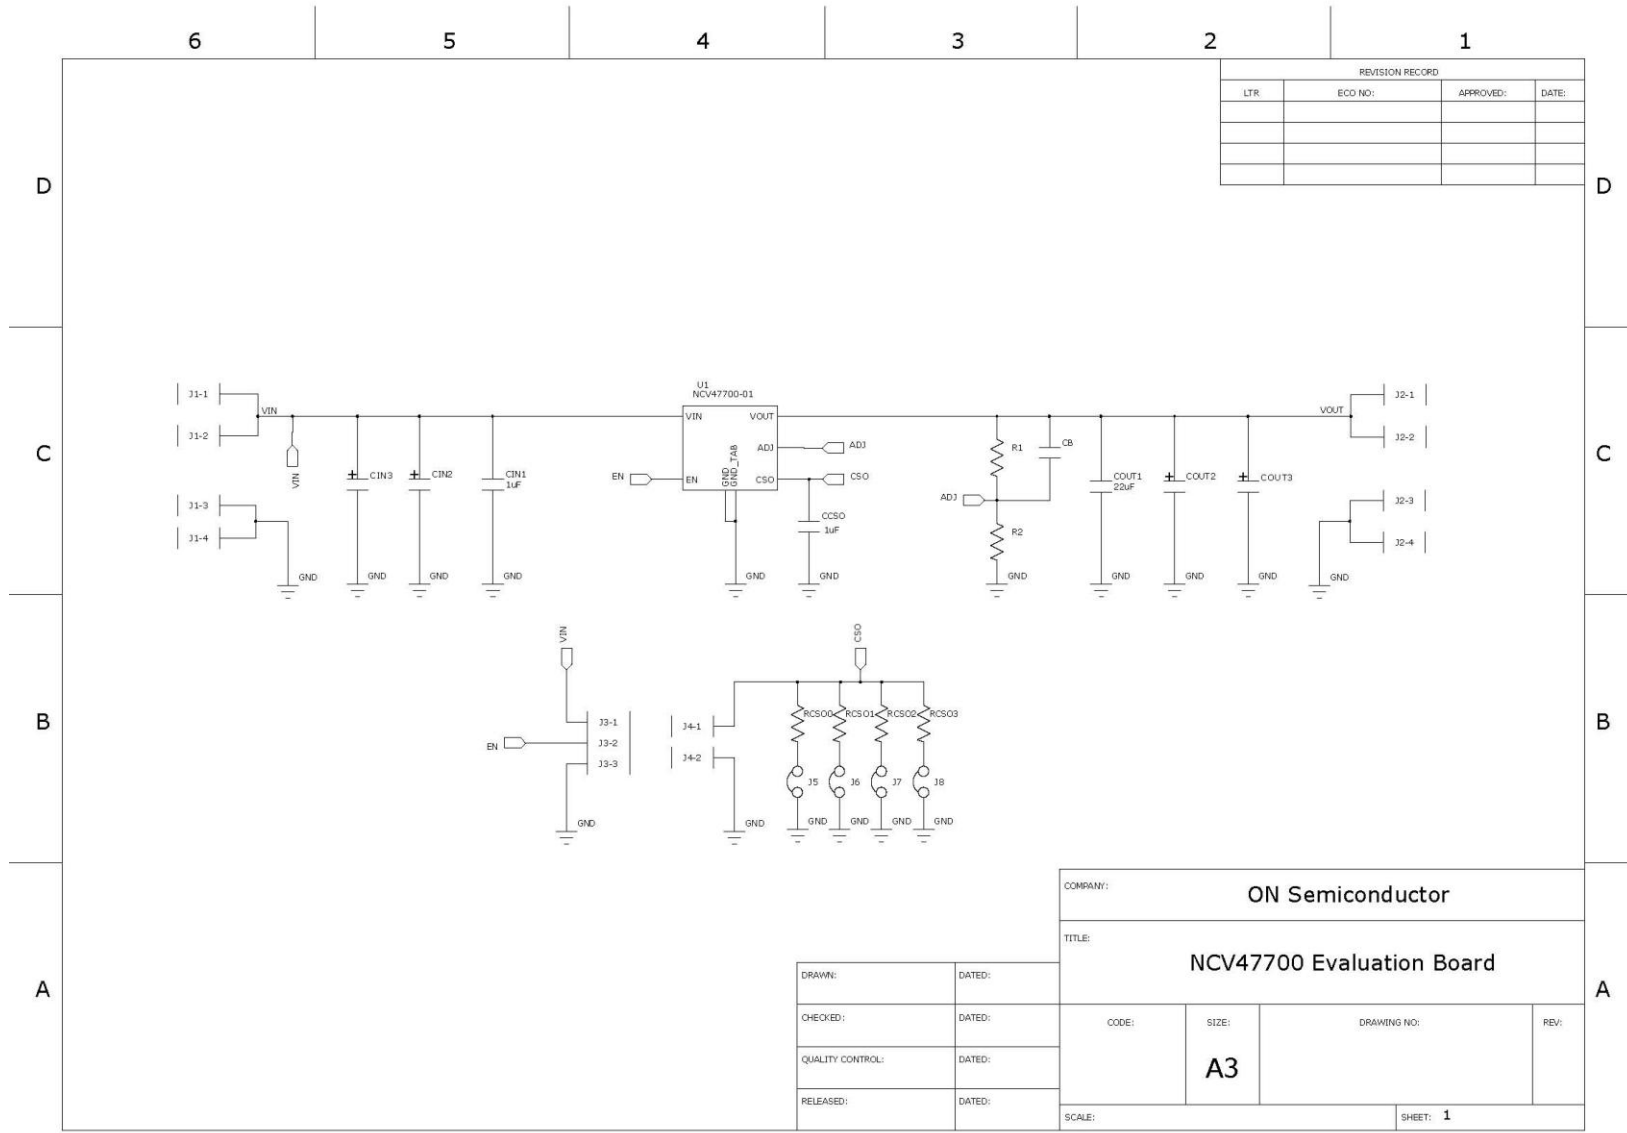 6 5 4 3 2 1
REVISION RECORD
LTR ECO NO: APPROVED: DATE:
D D
U1
NCV47700-01
J1-1 VIN VIN VOUT VOUT J2-1
J1-2 ADJ ADJ R1 CB J2-2
C C
VIN CIN3 CIN2 CIN1 EN EN GND GND_TAB CSO CSO COUT1 COUT2 COUT3
1uF 22uF
J1-3 ADJ J2-3
CCSO
1uF
J1-4 R2 J2-4
GND GND GND GND GND GND GND GND GND GND GND
VIN CSO
B B
J3-1 J4-1 RCSO0 RCSO1 RCSO2 RCSO3
EN J3-2
J3-3 J4-2
J5 J6 J7 J8
GND GND GND GND GND GND
COMPANY: ON Semiconductor
TITLE:
NCV47700 Evaluation Board
A A
DRAWN: DATED:
CHECKED: DATED:
QUALITY CONTROL: DATED:
RELEASED: DATED:
CODE: SIZE: DRAWING NO: REV:
A3
SCALE: SHEET: 1